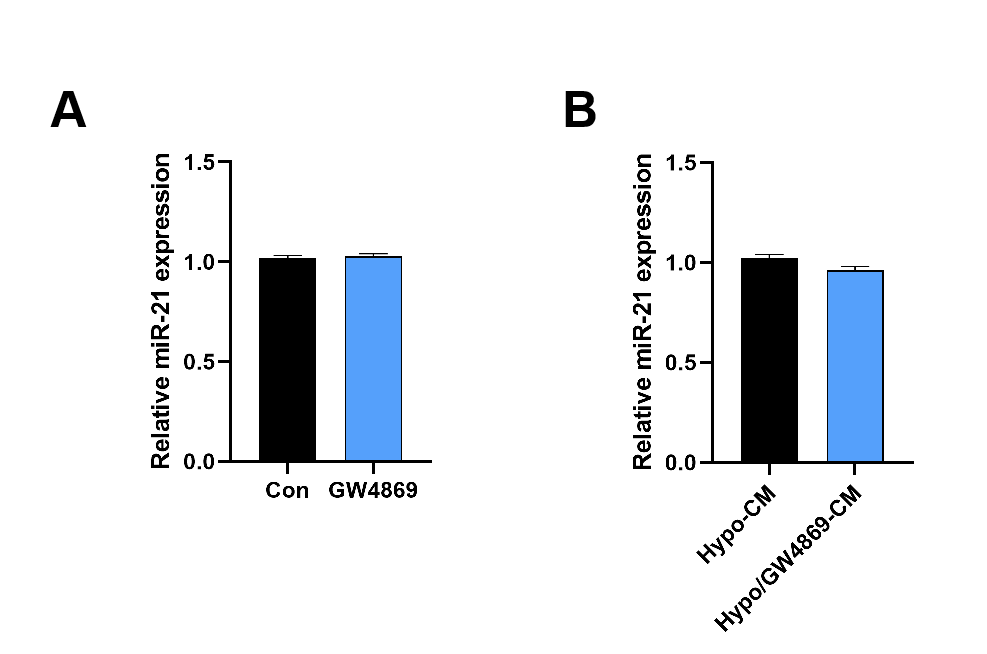 A
Relative miR-21 expression
1.5
1.0
0.5
0.0
Con GW4869
B
Relative miR-21 expression
1.5
1.0
0.5
0.0
Hypo-CM
Hypo/GW4869-CM